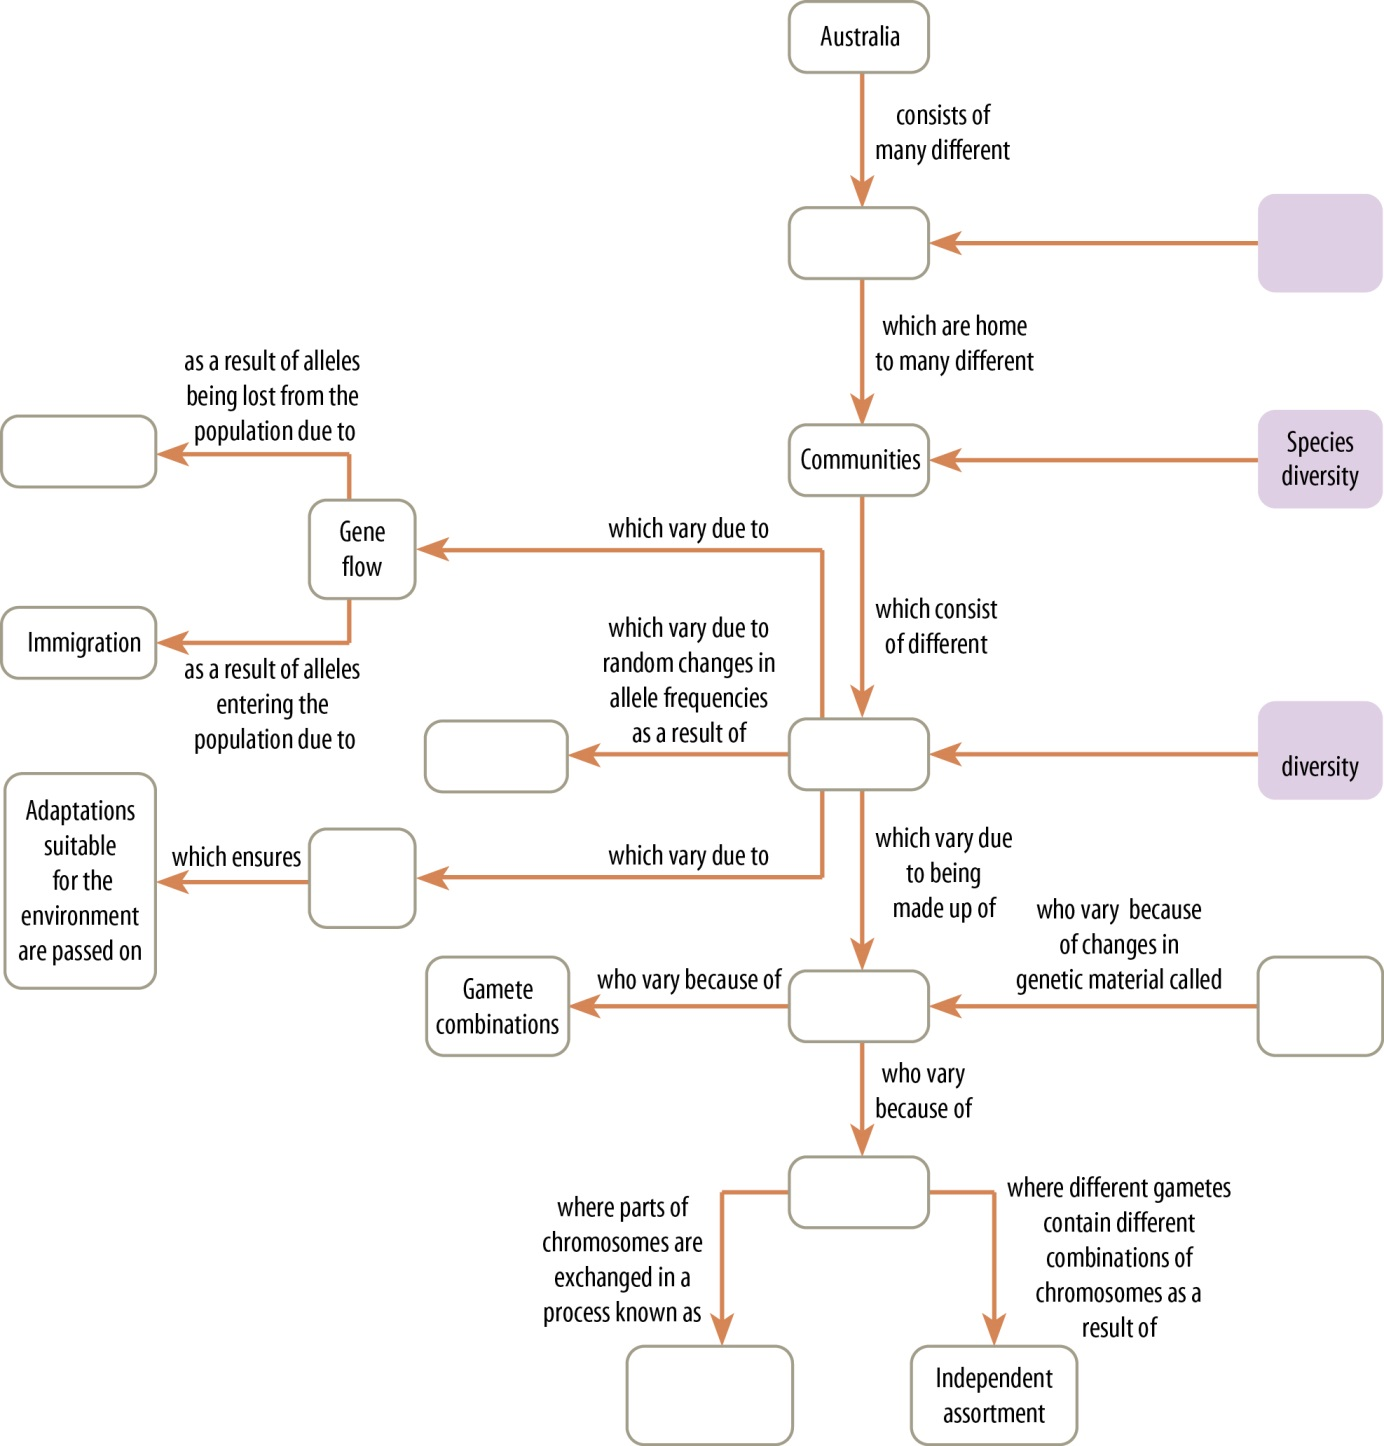 Australia
consists of
many different
which are home
to many different
as a result of alleles
being lost from the
population due to
Communities
Species
diversity
Gene
flow
which vary due to
Immigration
as a result of alleles
entering the
population due to
which consist
of different
which vary due to
random changes in
allele frequencies
as a result of
diversity
Adaptations
suitable
for the
environment
are passed on
which ensures
which vary due to
which vary due
to being
made up of
who vary because
of changes in
genetic material called
Gamete
combinations
who vary because of
who vary
because of
where parts of
chromosomes are
exchanged in a
process known as
where different gametes
contain different
combinations of
chromosomes as a
result of
Independent
assortment